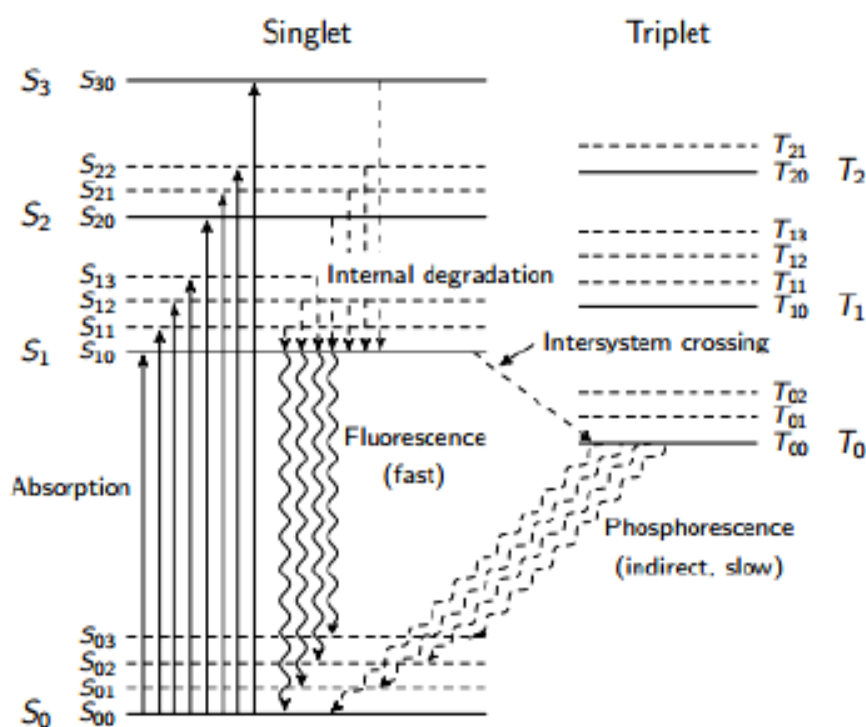 Singlet Triplet
S3 S30
T21
S22 T20 T2
S21
S2 S20
T13
S13 Internal degradation T12
T11
S12 T10 T1
S11
S1 S10 Intersystem crossing
T02
T01
Fluorescence T00 T0
(fast)
Absorption
Phosphorescence
(indirect, slow)
S03
S02
S01
S0 S00